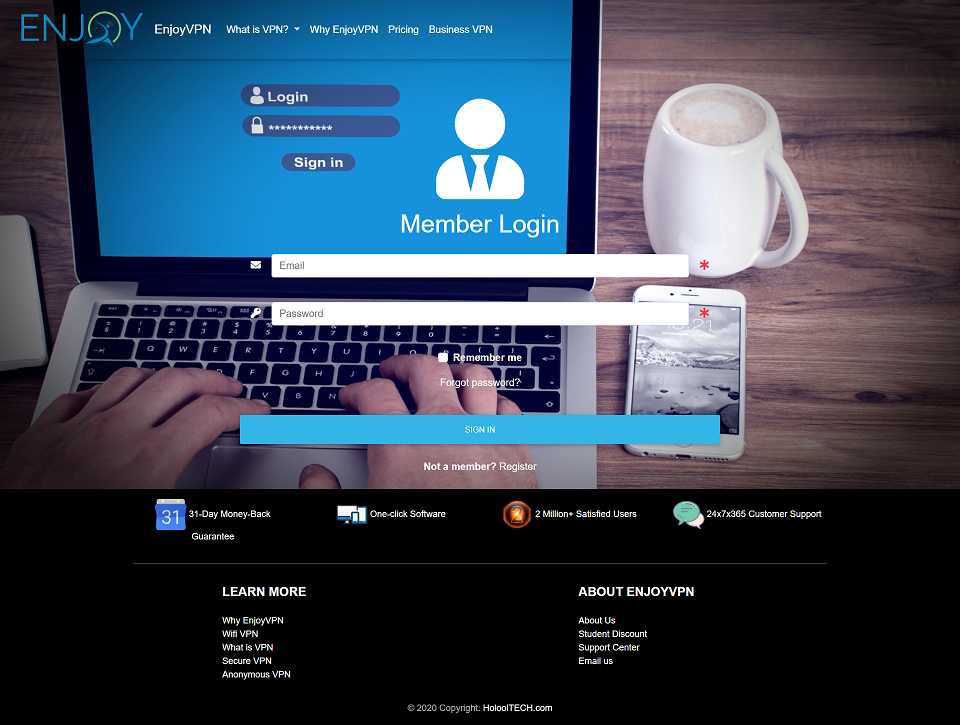 ENJOY EnjoyVPN What is VPN? Why EnjoyVPN Pricing Business VPN
Login
***********
Sign in
Member Login
Email *
Password *
Remember me
Forgot password?
SIGN IN
Not a member? Register
31 31-Day Money-Back Guarantee
One-click Software
2 Million+ Satisfied Users
24x7x365 Customer Support
LEARN MORE
Why EnjoyVPN
Wifi VPN
What is VPN
Secure VPN
Anonymous VPN
ABOUT ENJOYVPN
About Us
Student Discount
Support Center
Email us
© 2020 Copyright: HoloolTECH.com